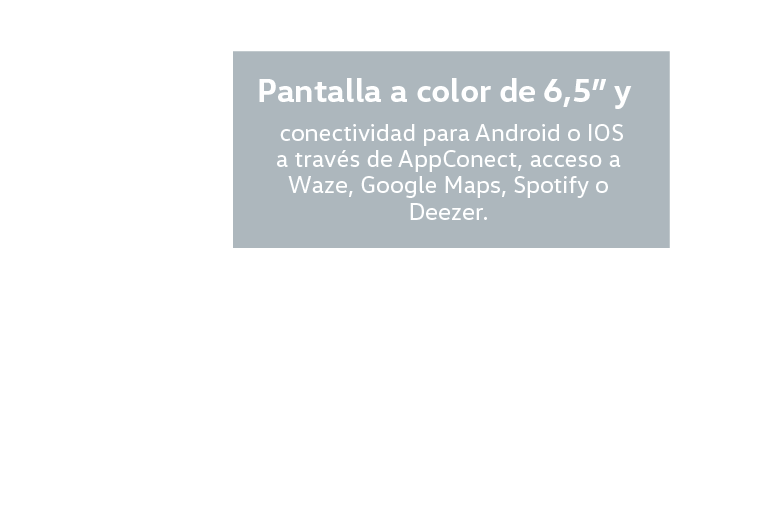 Pantalla a color de 6,5” y
conectividad para Android o IOS
a través de AppConect, acceso a
Waze, Google Maps, Spotify o
Deezer.